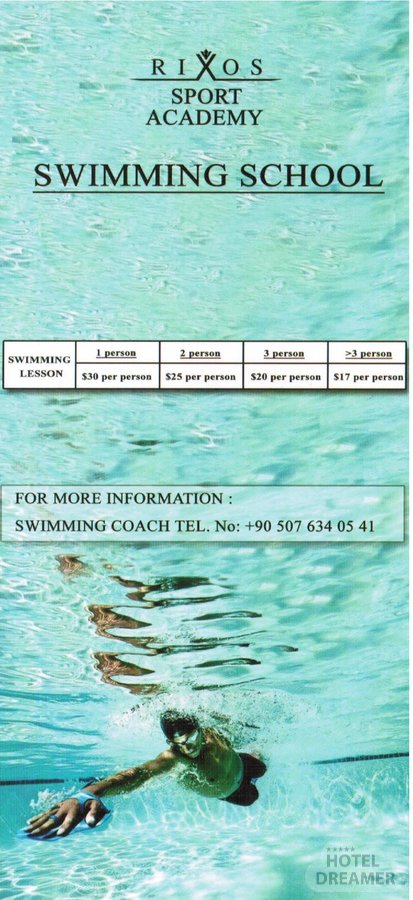 RIXOS
SPORT
ACADEMY
SWIMMING SCHOOL
SWIMMING LESSON
1 person
2 person
3 person
>3 person
$30 per person
$25 per person
$20 per person
$17 per person
FOR MORE INFORMATION :
SWIMMING COACH TEL. No: +90 507 634 05 41
HOTEL
DREAMER